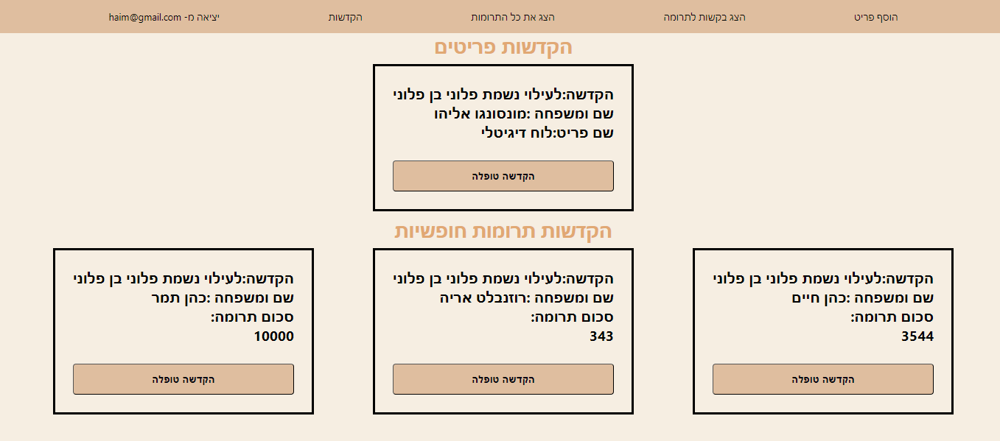 הוסף פריט
הצג בקשות לתרומה
הצג את כל התרומות
הקדשות
יציאה מ- haim@gmail.com
הקדשות פריטים
הקדשה:לעילוי נשמת פלוני בן פלוני
שם ומשפחה :מונסונגו אליהו
שם פריט:לוח דיגיטלי
הקדשה טופלה
הקדשות תרומות חופשיות
הקדשה:לעילוי נשמת פלוני בן פלוני
שם ומשפחה :כהן חיים
סכום תרומה:
3544
הקדשה טופלה
הקדשה:לעילוי נשמת פלוני בן פלוני
שם ומשפחה :רוזנבלט אריה
סכום תרומה:
343
הקדשה טופלה
הקדשה:לעילוי נשמת פלוני בן פלוני
שם ומשפחה :כהן תמר
סכום תרומה:
10000
הקדשה טופלה